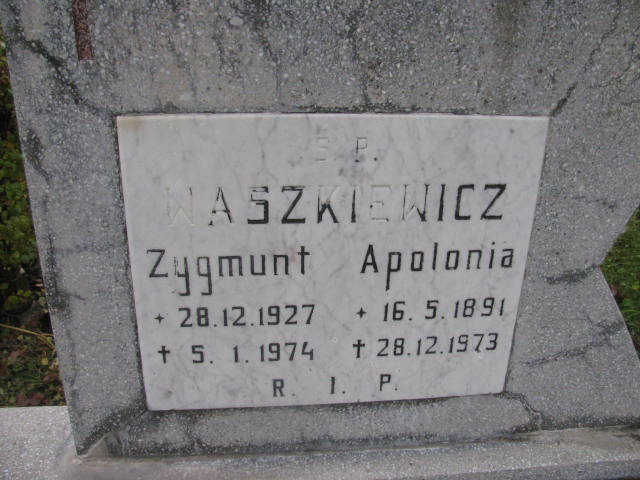 Ś. P.
WASZKIEWICZ
Zygmunt Apolonia
+ 28.12.1927 + 16.5.1891
† 5.1.1974 † 28.12.1973
R. I. P.